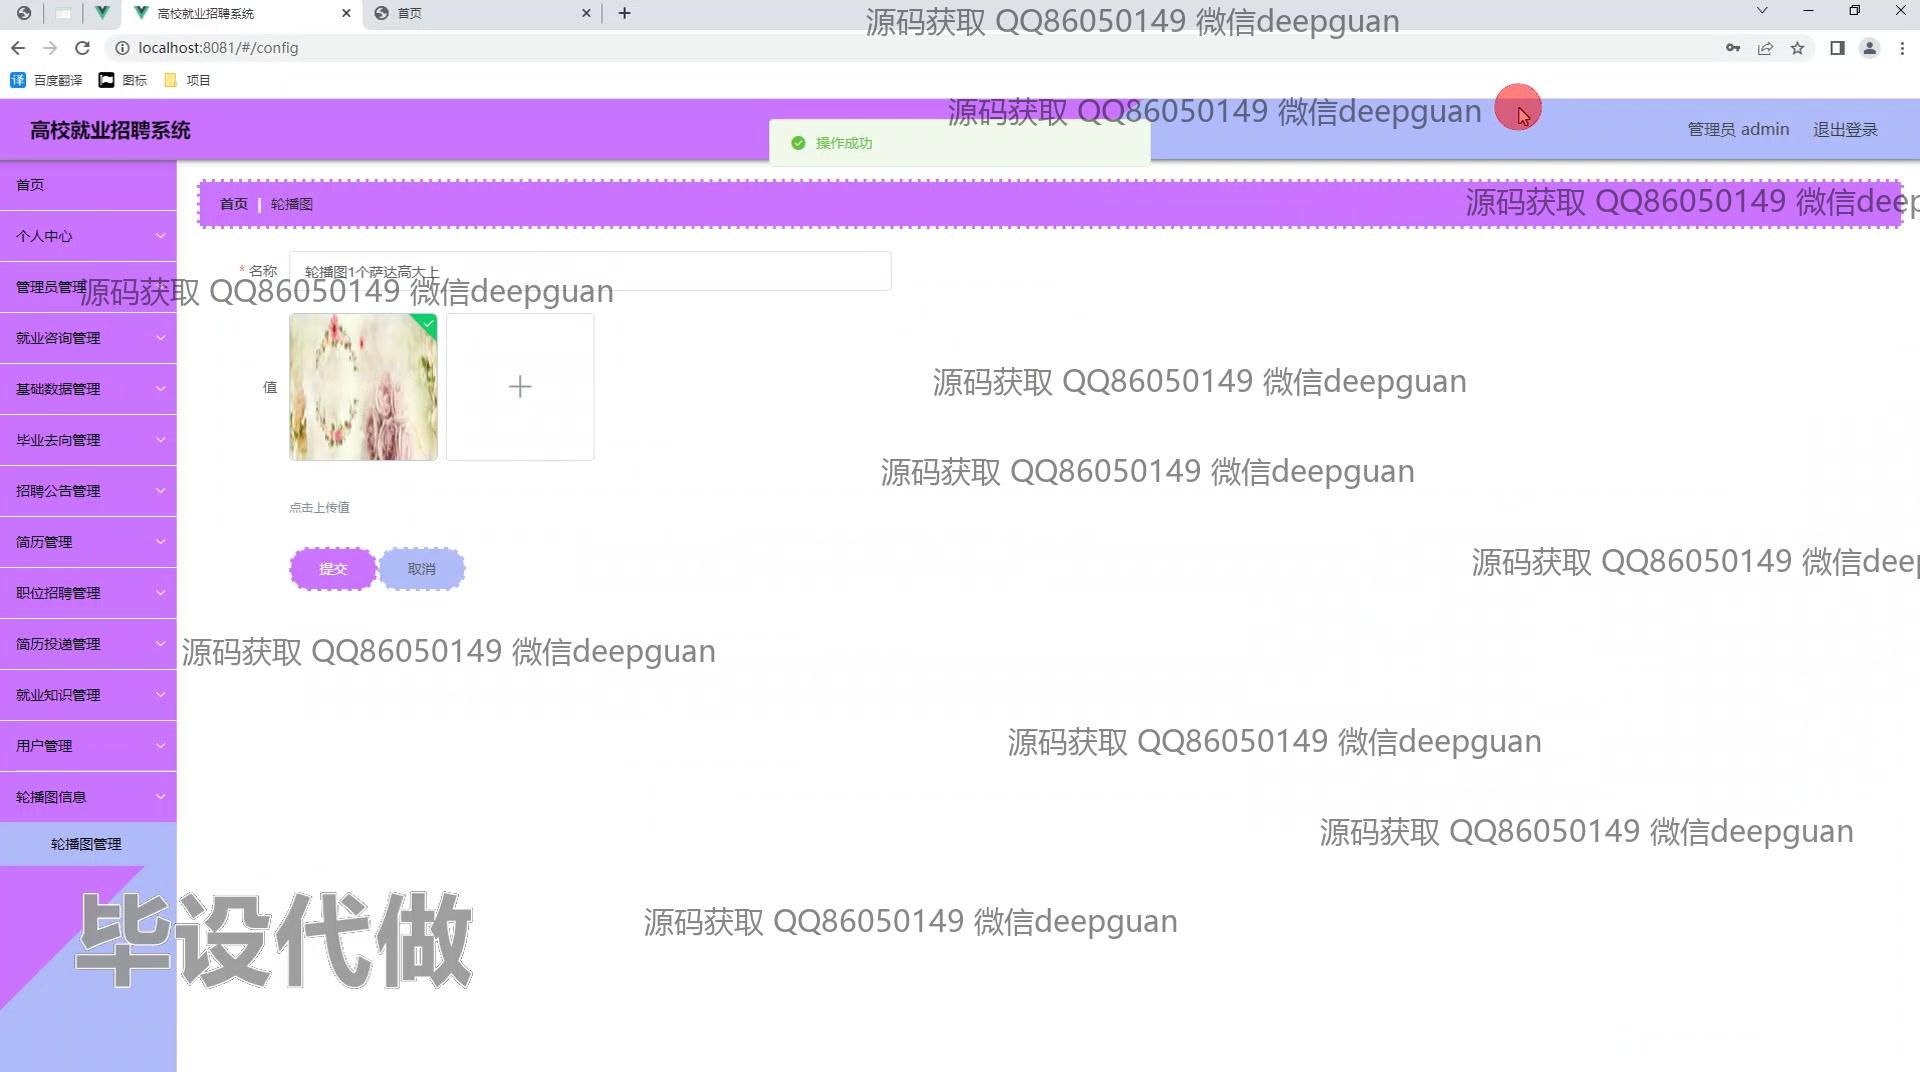 高校就业招聘系统
首页
源码获取 QQ86050149 微信deepguan
localhost:8081/#/config
百度翻译 图标 项目
源码获取 QQ86050149 微信deepguan
高校就业招聘系统
操作成功
管理员 admin 退出登录
首页
首页 | 轮播图
源码获取 QQ86050149 微信deep
个人中心
* 名称
轮播图1个萨达高大上
管理员管理
源码获取 QQ86050149 微信deepguan
就业咨询管理
值
源码获取 QQ86050149 微信deepguan
基础数据管理
毕业去向管理
源码获取 QQ86050149 微信deepguan
招聘公告管理
点击上传值
简历管理
提交 取消
源码获取 QQ86050149 微信deep
职位招聘管理
简历投递管理
源码获取 QQ86050149 微信deepguan
就业知识管理
用户管理
源码获取 QQ86050149 微信deepguan
轮播图信息
源码获取 QQ86050149 微信deepguan
轮播图管理
毕设代做
源码获取 QQ86050149 微信deepguan